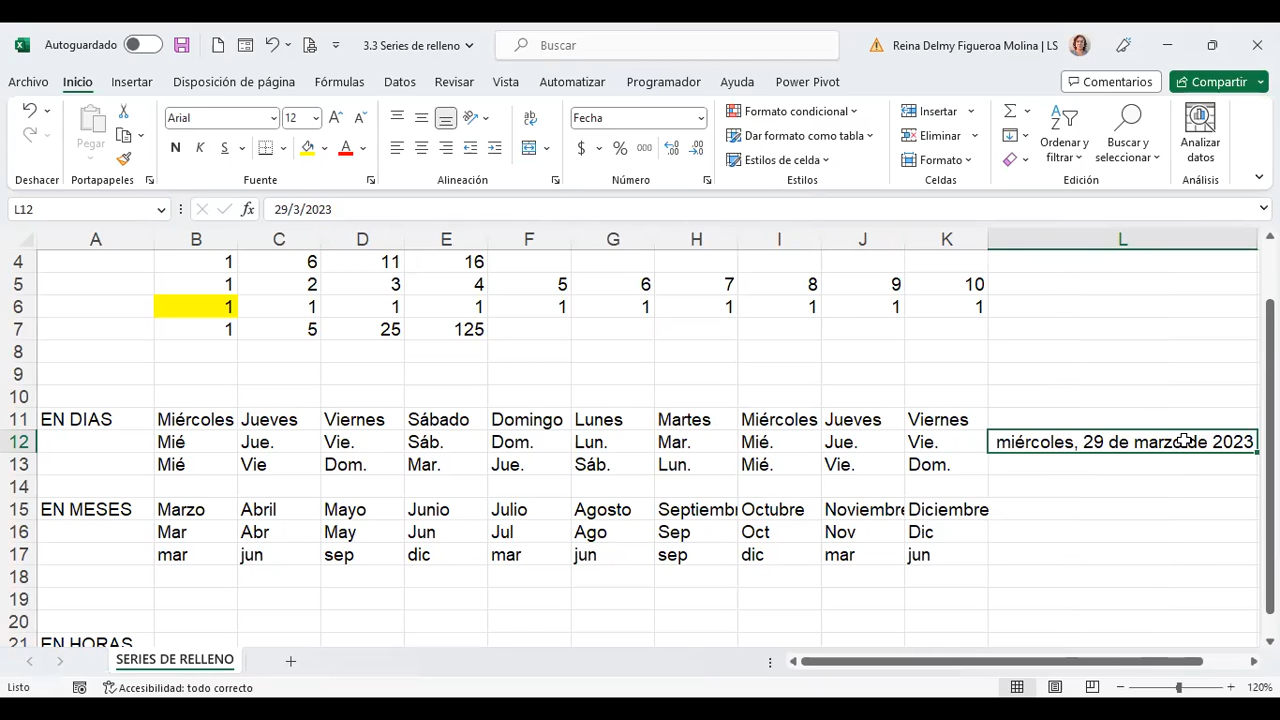 Autoguardado 3.3 Series de relleno Buscar Reina Delmy Figueroa Molina | LS
Archivo Inicio Insertar Disposición de página Fórmulas Datos Revisar Vista Automatizar Programador Ayuda Power Pivot Comentarios Compartir
Pegar Arial 12 Fecha Formato condicional Insertar Ordenary filtrar Buscar y seleccionar Analizar datos
N K S $ % 000 Dar formato como tabla Eliminar
Estilos de celda Formato
Deshacer Portapapeles Fuente Alineación Número Estilos Celdas Edición Análisis
L12 fx 29/3/2023
A B C D E F G H I J K L
4 1 6 11 16
5 1 2 3 4 5 6 7 8 9 10
6 1 1 1 1 1 1 1 1 1 1
7 1 5 25 125
8
9
10
11 EN DIAS Miércoles Jueves Viernes Sábado Domingo Lunes Martes Miércoles Jueves Viernes
12 Mié Jue. Vie. Sáb. Dom. Lun. Mar. Mié. Jue. Vie. miércoles, 29 de marzo de 2023
13 Mié Vie Dom. Mar. Jue. Sáb. Lun. Mié. Vie. Dom.
14
15 EN MESES Marzo Abril Mayo Junio Julio Agosto Septiembr Octubre Noviembre Diciembre
16 Mar Abr May Jun Jul Ago Sep Oct Nov Dic
17 mar jun sep dic mar jun sep dic mar jun
18
19
20
21 EN HORAS
SERIES DE RELLENO
Listo Accesibilidad: todo correcto 120%